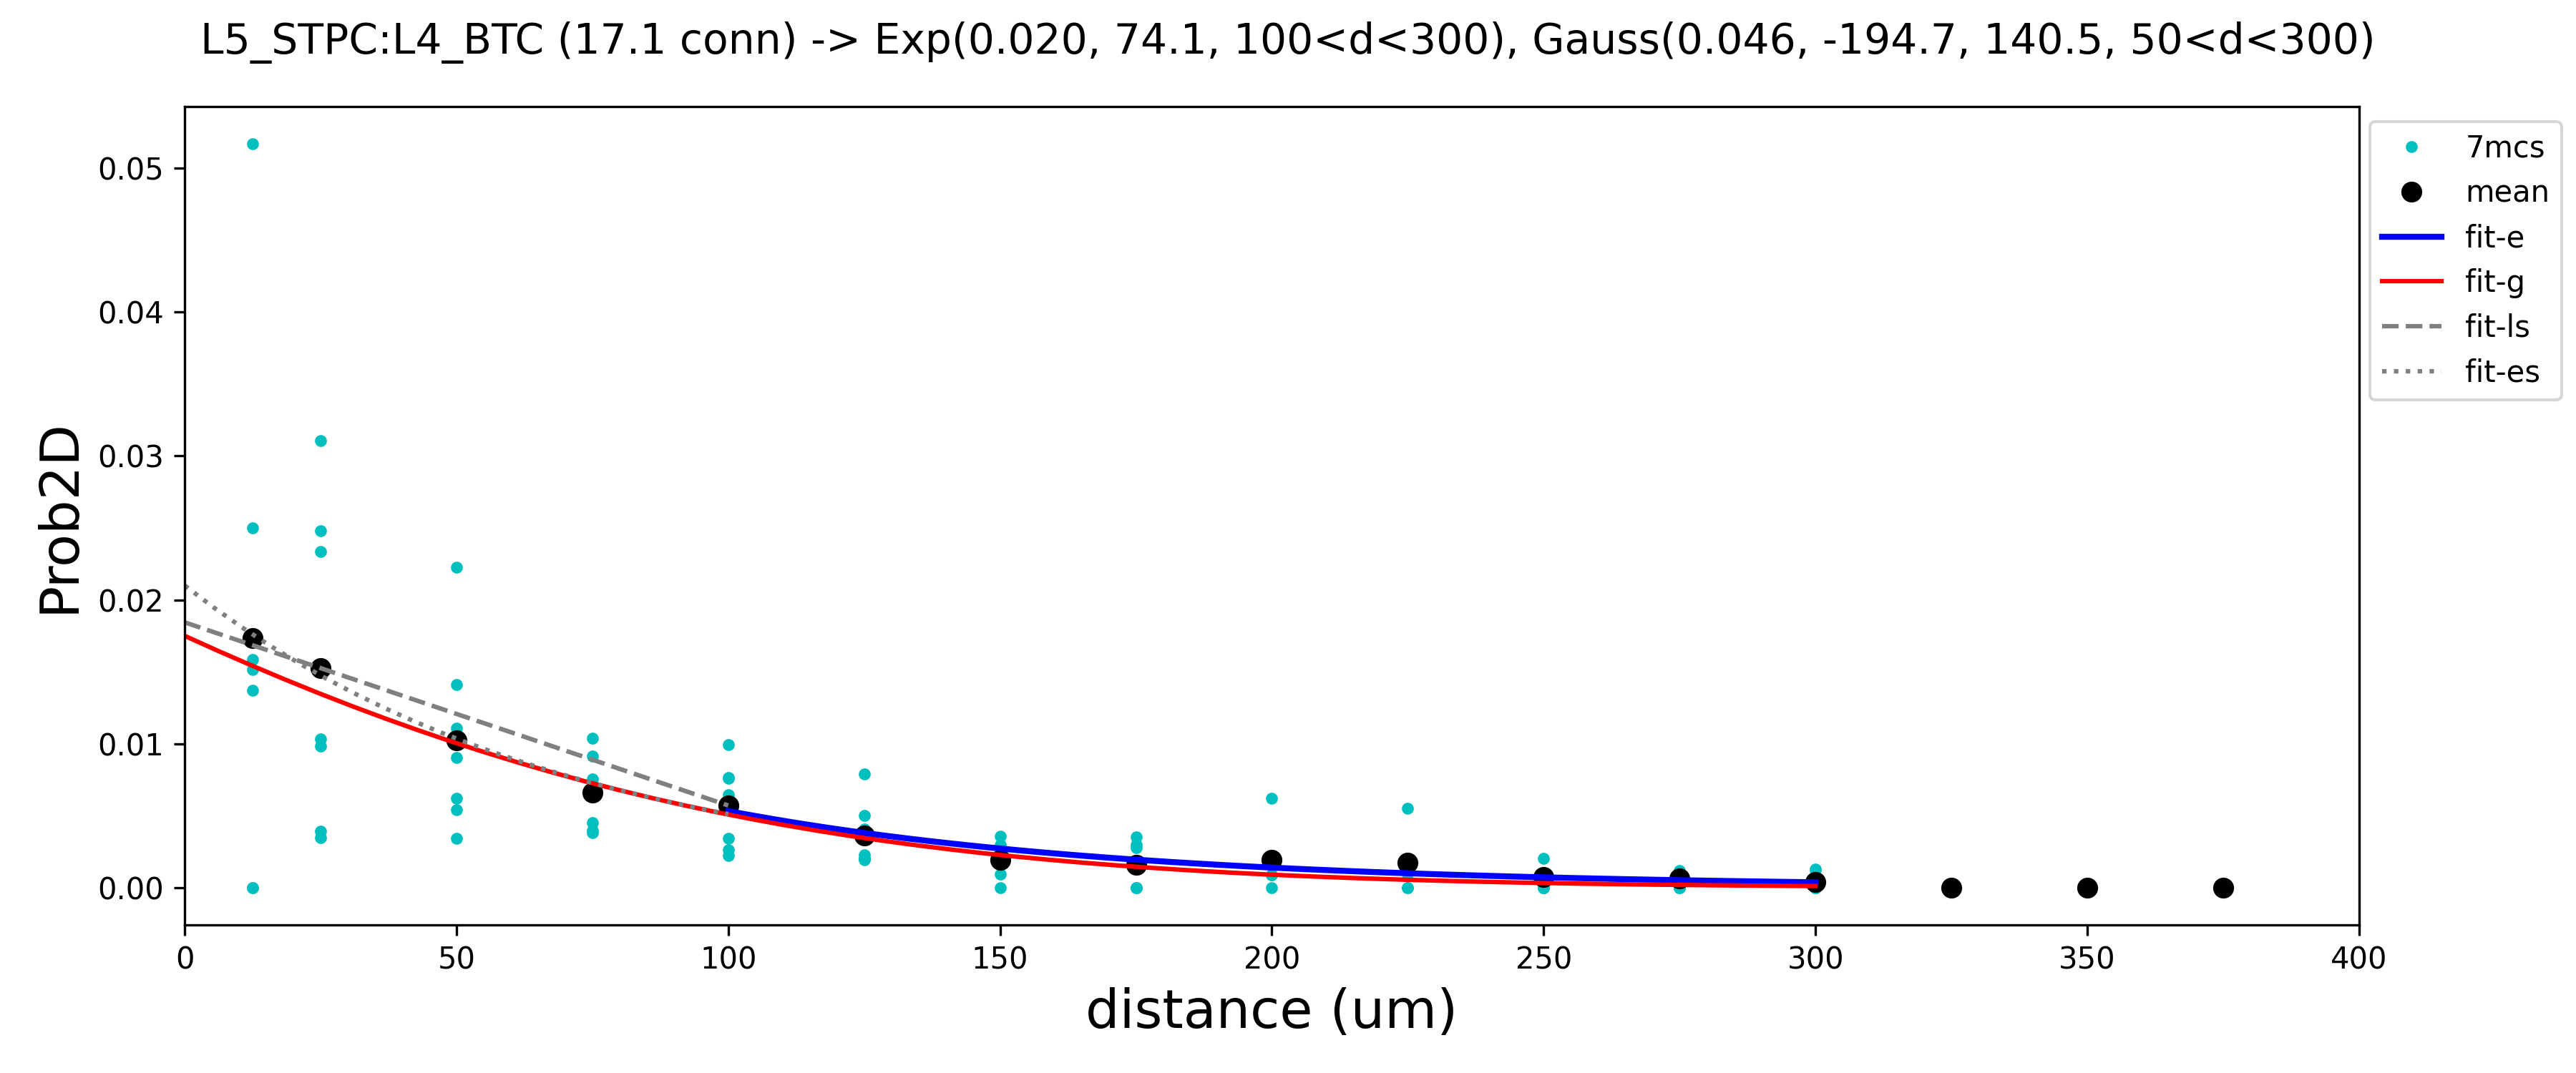 L5_STPC:L4_BTC (17.1 conn) -> Exp(0.020, 74.1, 100<d<300), Gauss(0.046, -194.7, 140.5, 50<d<300)
7mcs
mean
fit-e
fit-g
fit-ls
fit-es
Prob2D
0.05
0.04
0.03
0.02
0.01
0.00
0 50 100 150 200 250 300 350 400
distance (um)